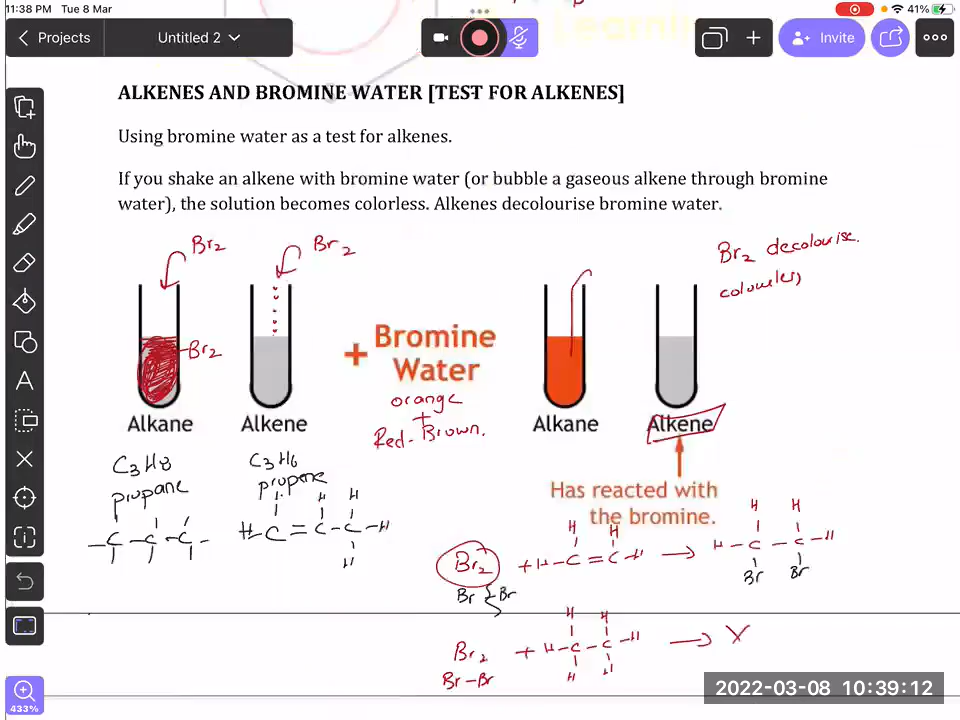 11:38 PM Tue 8 Mar
41%
Projects
Untitled 2
Invite
ALKENES AND BROMINE WATER [TEST FOR ALKENES]
Using bromine water as a test for alkenes.
If you shake an alkene with bromine water (or bubble a gaseous alkene through bromine
water), the solution becomes colorless. Alkenes decolourise bromine water.
Br2
Br2
Br2 decolourise.
Br2
+ Bromine
Water
orange
+
Red-Brown.
Alkane
Alkene
Alkane
Alkene
C3H8
propane
C3H6
propene
Has reacted with
the bromine.
C C C
H H
H-C=C-C-H
H
H H
Br2 + H-C=C-H →
Br Br
H H
H-C-C-H
Br Br
H H
Br2 + H-C-C-H → X
H H
Br-Br
2022-03-08 10:39:12
433%
A